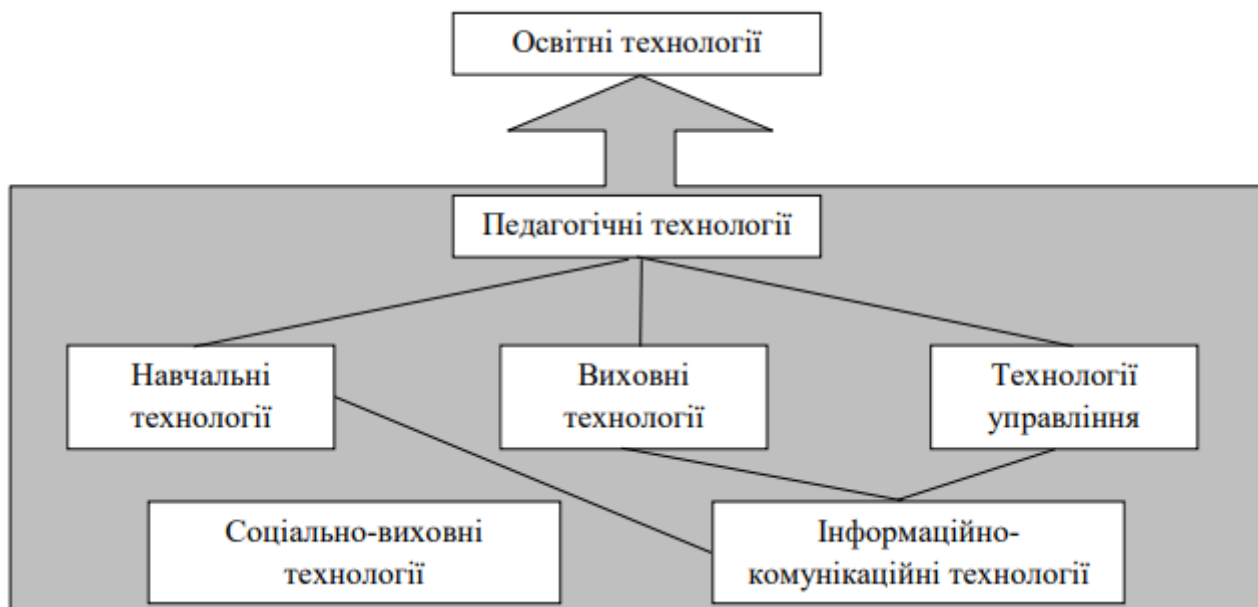 Освітні технології
Педагогічні технології
Навчальні
технології
Виховні
технології
Технології
управління
Соціально-виховні
технології
Інформаційно-
комунікаційні технології